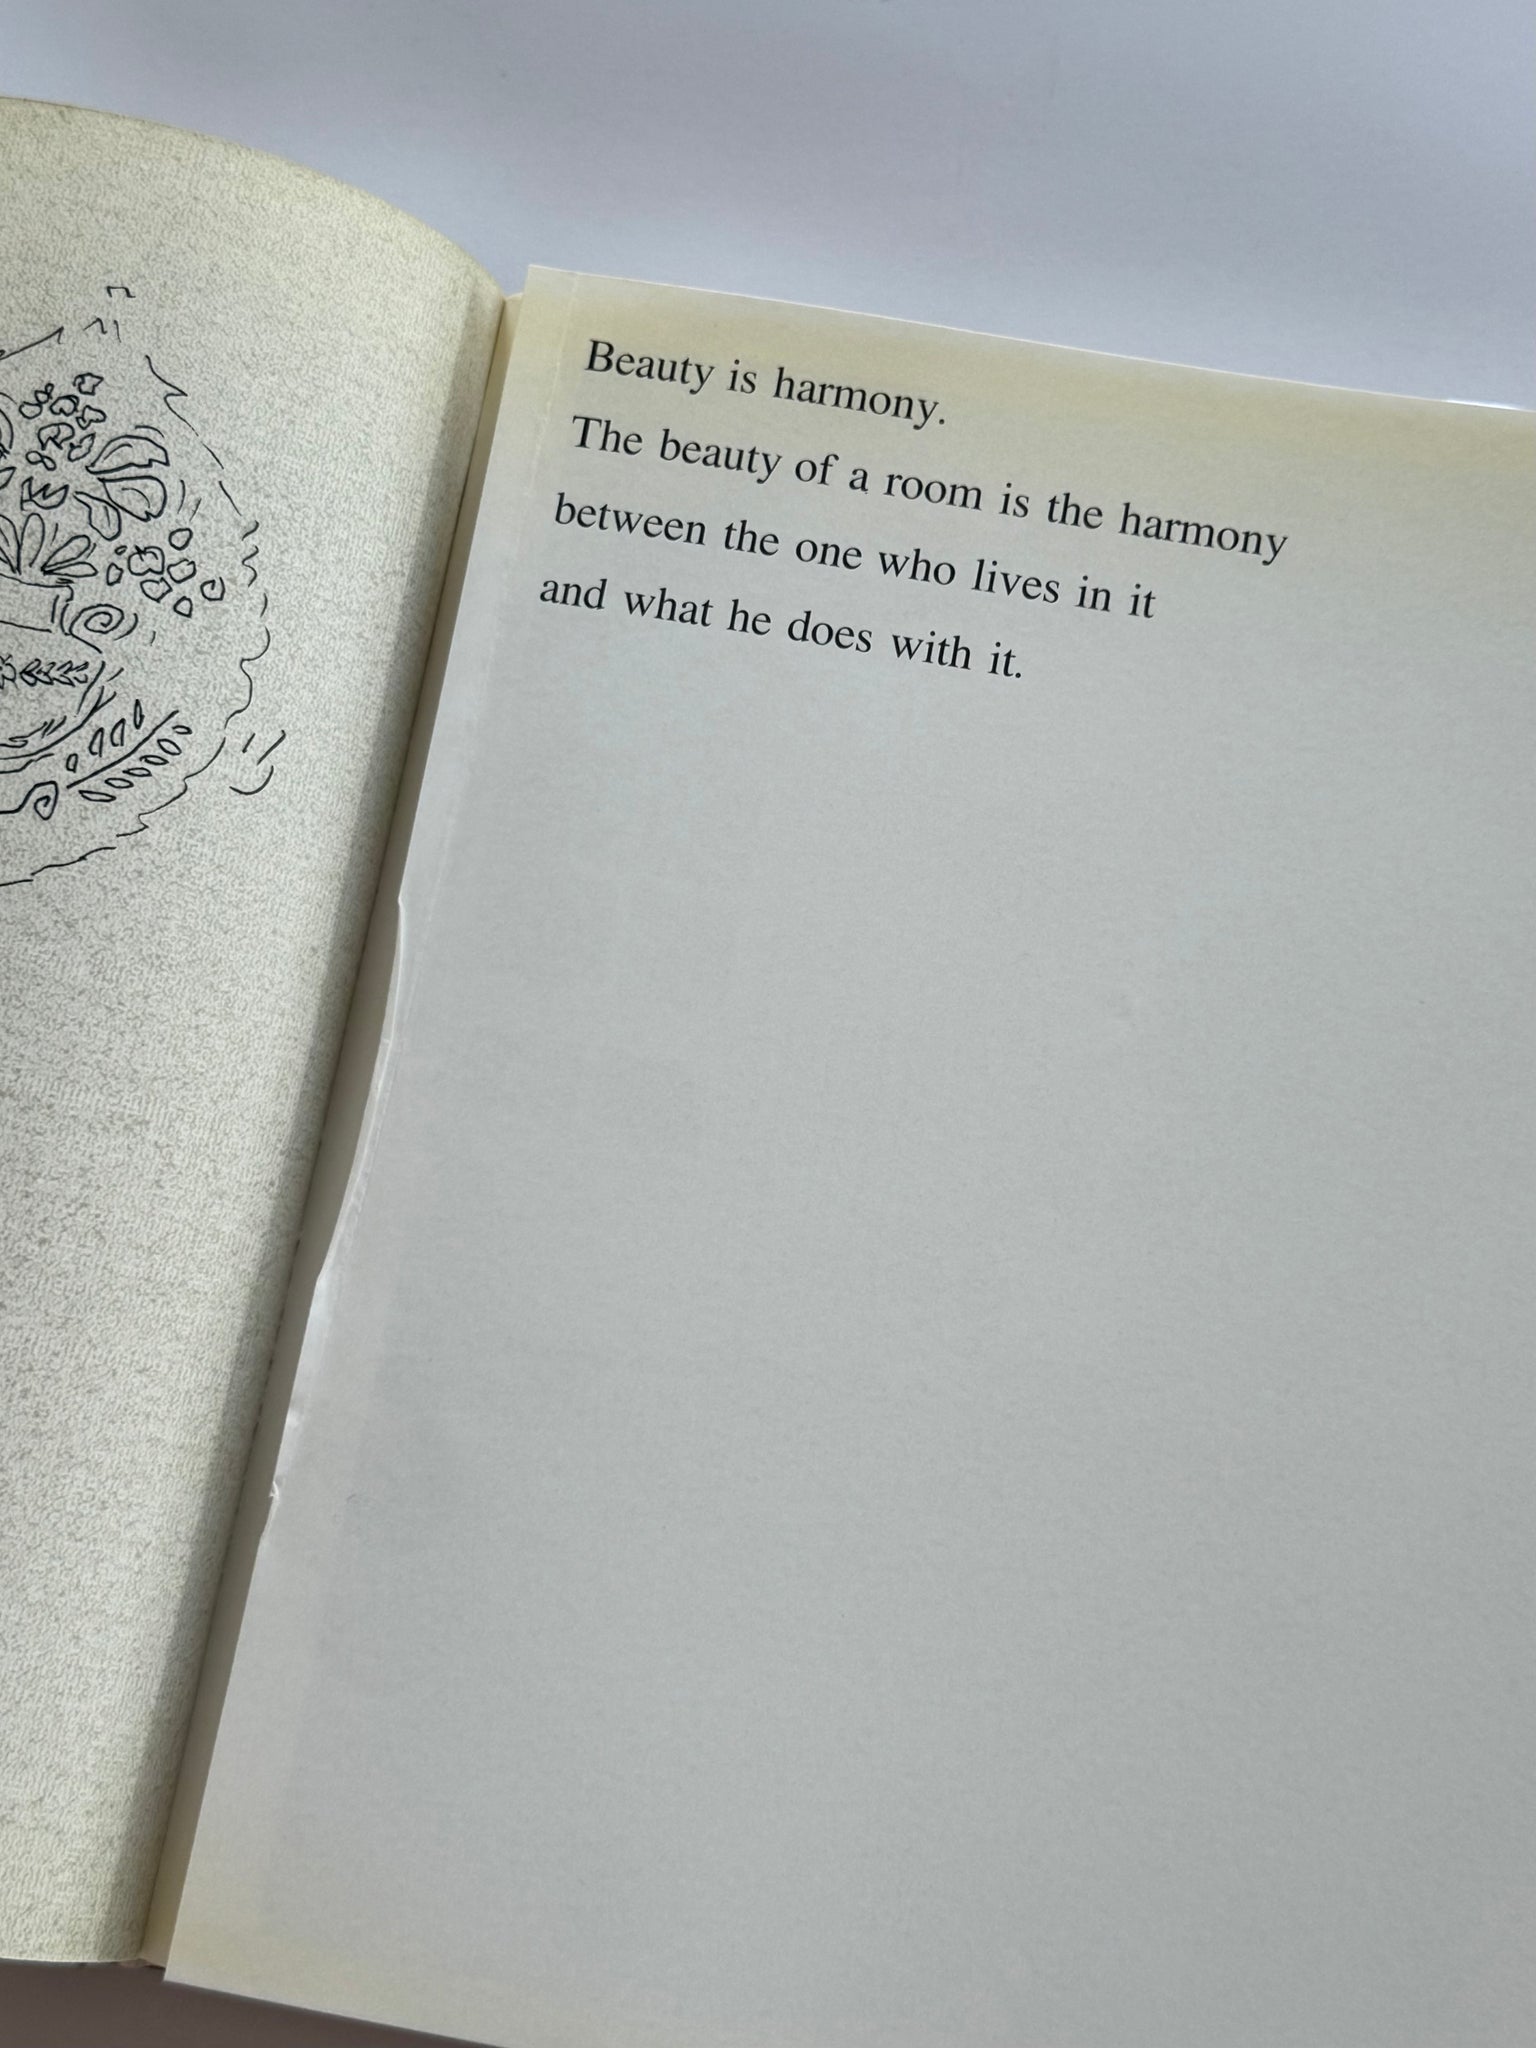 Beauty is harmony.
The beauty of a room is the harmony
between the one who lives in it
and what he does with it.